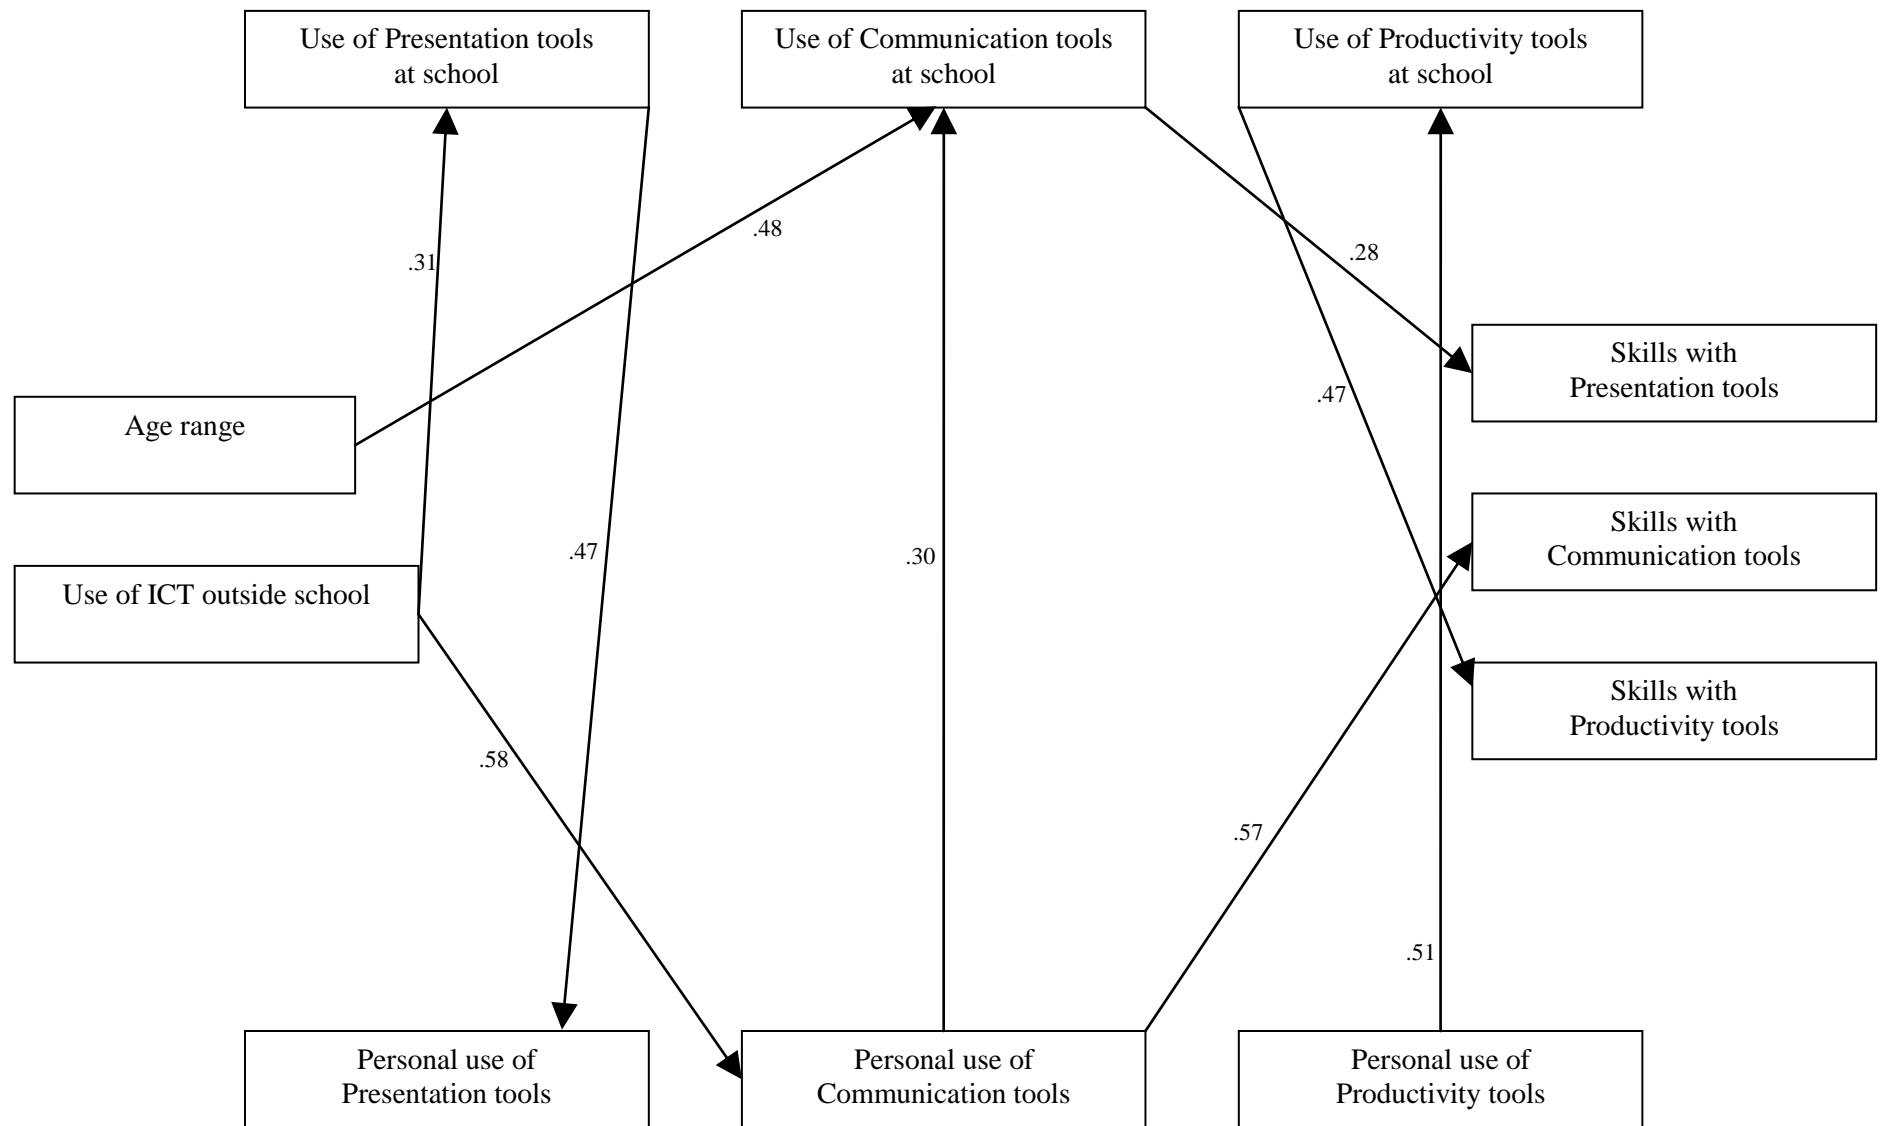 Use of Presentation tools
at school
Use of Communication tools
at school
Use of Productivity tools
at school
.48
.28
.31
Skills with
Presentation tools
.47
Age range
Skills with
Communication tools
.47
.30
Use of ICT outside school
Skills with
Productivity tools
.58
.57
.51
Personal use of
Presentation tools
Personal use of
Communication tools
Personal use of
Productivity tools